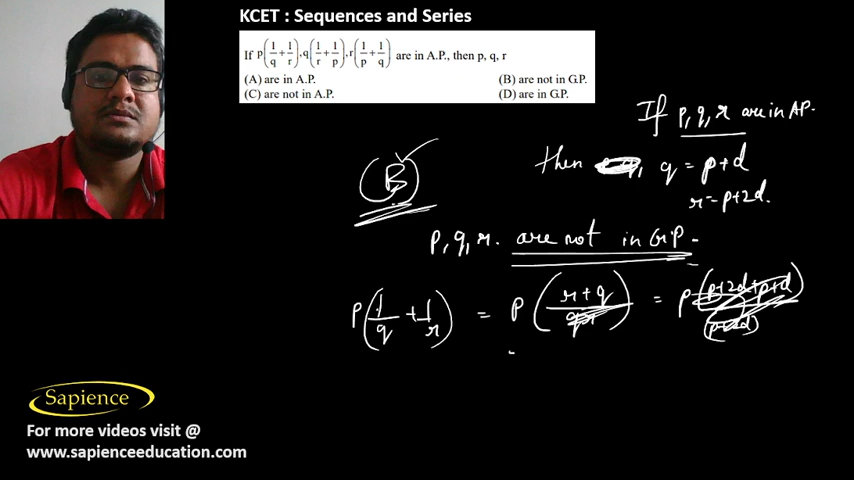 KCET : Sequences and Series
If p(1/q + 1/r), q(1/r + 1/p), r(1/p + 1/q) are in A.P., then p, q, r
(A) are in A.P. (B) are not in G.P.
(C) are not in A.P. (D) are in G.P.
If p, q, r are in AP.
then q = p+d
r = p+2d.
B
p, q, r. are not in G.P.
p(1/q + 1/r) = p(r+q/qr) = p(p+2d+p+d)
Sapience
For more videos visit @
www.sapienceeducation.com